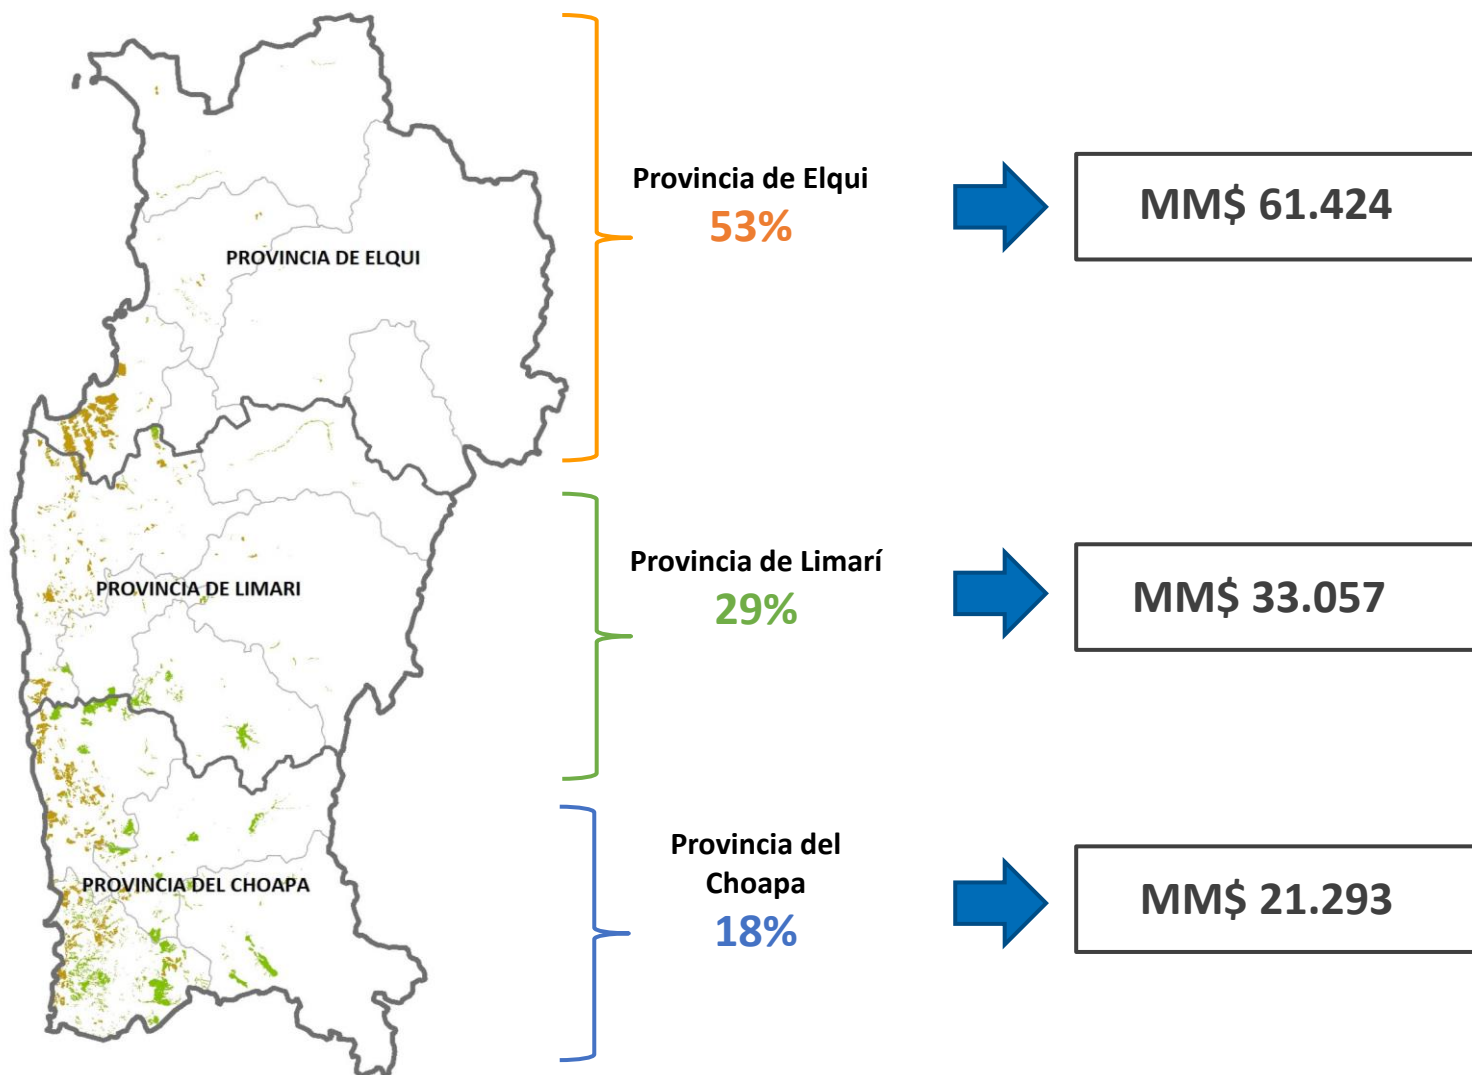 PROVINCIA DE ELQUI
Provincia de Elqui
53%
MM$ 61.424
PROVINCIA DE LIMARI
Provincia de Limarí
29%
MM$ 33.057
PROVINCIA DEL CHOAPA
Provincia del
Choapa
18%
MM$ 21.293